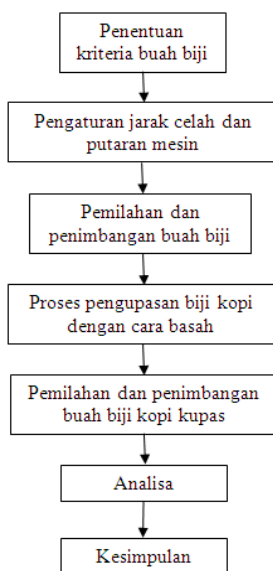 Penentuan
kriteria buah biji
Pengaturan jarak celah dan
putaran mesin
Pemilahan dan
penimbangan buah biji
Proses pengupasan biji kopi
dengan cara basah
Pemilahan dan penimbangan
buah biji kopi kupas
Analisa
Kesimpulan